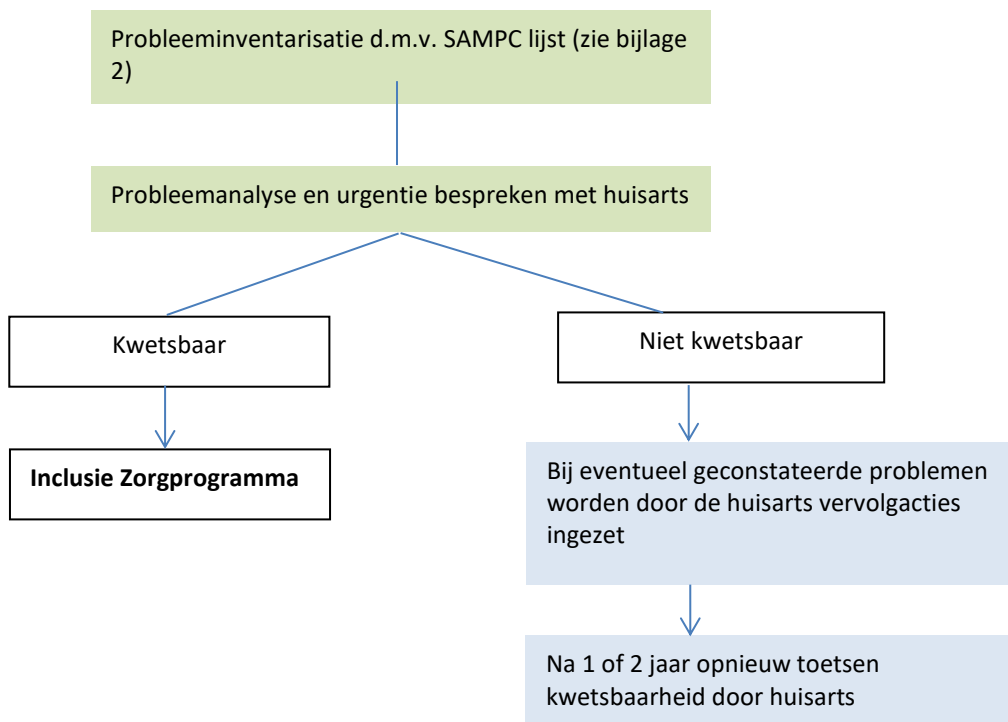 Probleeminventarisatie d.m.v. SAMPC lijst (zie bijlage
2)
Probleemanalyse en urgentie bespreken met huisarts
Kwetsbaar
Niet kwetsbaar
Inclusie Zorgprogramma
Bij eventueel geconstateerde problemen
worden door de huisarts vervolgacties
ingezet
Na 1 of 2 jaar opnieuw toetsen
kwetsbaarheid door huisarts